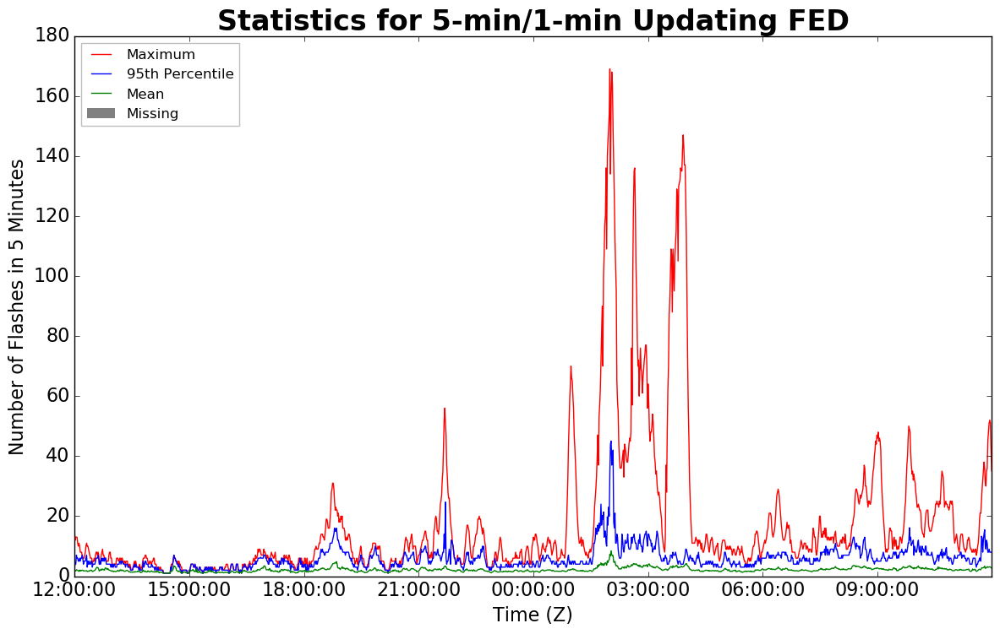 Statistics for 5-min/1-min Updating FED
Number of Flashes in 5 Minutes
180
160
140
120
100
80
60
40
20
0
Maximum
95th Percentile
Mean
Missing
12:00:00 15:00:00 18:00:00 21:00:00 00:00:00 03:00:00 06:00:00 09:00:00
Time (Z)